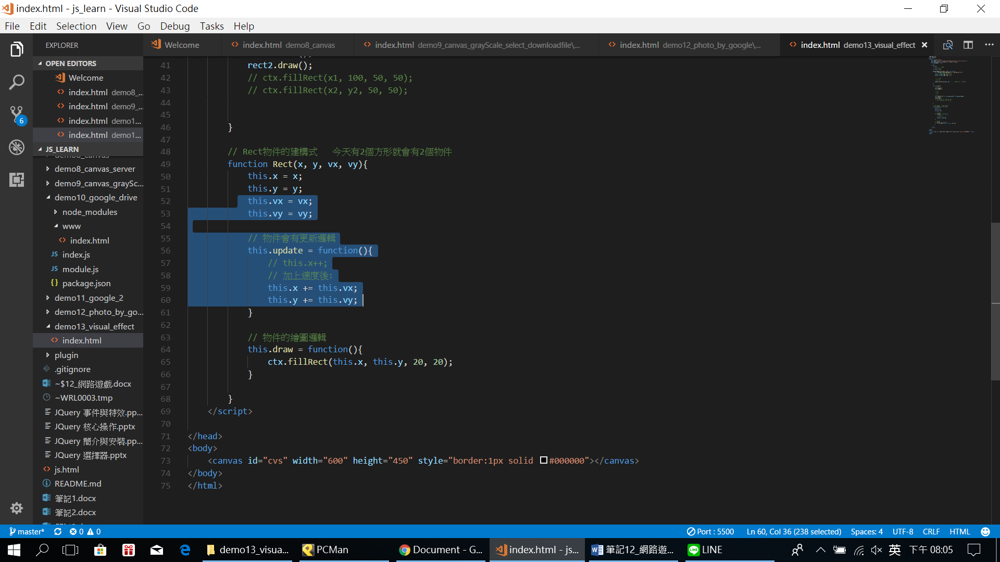 index.html - js_learn - Visual Studio Code
File Edit Selection View Go Debug Tasks Help
EXPLORER
OPEN EDITORS
Welcome
index.html demo8_...
index.html demo9_...
index.html demo1...
index.html demo1...
JS_LEARN
demo8_canvas
demo8_canvas_server
demo9_canvas_graySc...
demo10_google_drive
node_modules
www
index.html
JS index.js
JS module.js
{} package.json
demo11_google_2
demo12_photo_by_go...
demo13_visual_effect
index.html
plugin
.gitignore
~$12_網路遊戲.docx
~WRL0003.tmp
JQuery 事件與特效.pp...
JQuery 核心操作.pptx
JQuery 簡介與安裝.pp...
JQuery 選擇器.pptx
js.html
README.md
筆記1.docx
筆記2.docx
6
Welcome index.html demo8_canvas index.html demo9_canvas_grayScale_select_downloadfile\... index.html demo12_photo_by_google\... index.html demo13_visual_effect
41 rect2.draw();
42 // ctx.fillRect(x1, 100, 50, 50);
43 // ctx.fillRect(x2, y2, 50, 50);
44
45
46 }
47
48 // Rect物件的建構式   今天有2個方形就會有2個物件
49 function Rect(x, y, vx, vy){
50 this.x = x;
51 this.y = y;
52 this.vx = vx;
53 this.vy = vy;
54
55 // 物件會有更新邏輯
56 this.update = function(){
57 // this.x++;
58 // 加上速度後:
59 this.x += this.vx;
60 this.y += this.vy;
61 }
62
63 // 物件的繪圖邏輯
64 this.draw = function(){
65 ctx.fillRect(this.x, this.y, 20, 20);
66 }
67
68 }
69 </script>
70
71 </head>
72 <body>
73 <canvas id="cvs" width="600" height="450" style="border:1px solid #000000"></canvas>
74 </body>
75 </html>
master* 0 0 Port : 5500 Ln 60, Col 36 (238 selected) Spaces: 4 UTF-8 CRLF HTML
demo13_visua... PCMan Document - G... index.html - js... 筆記12_網路遊... LINE 英 下午 08:05